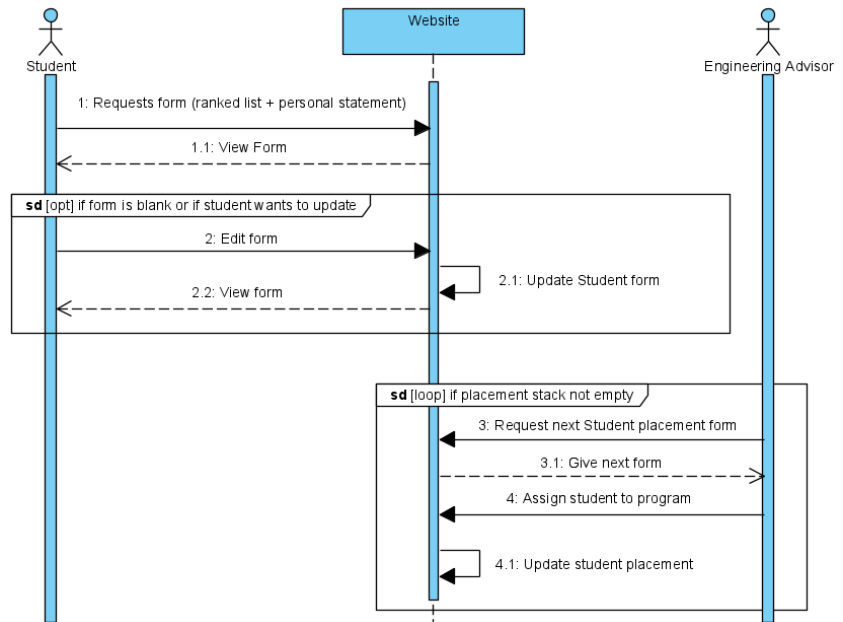 Website
Student
Engineering Advisor
1: Requests form (ranked list + personal statement)
1.1: View Form
sd [opt] if form is blank or if student wants to update
2: Edit form
2.1: Update Student form
2.2: View form
sd [loop] if placement stack not empty
3: Request next Student placement form
3.1: Give next form
4: Assign student to program
4.1: Update student placement